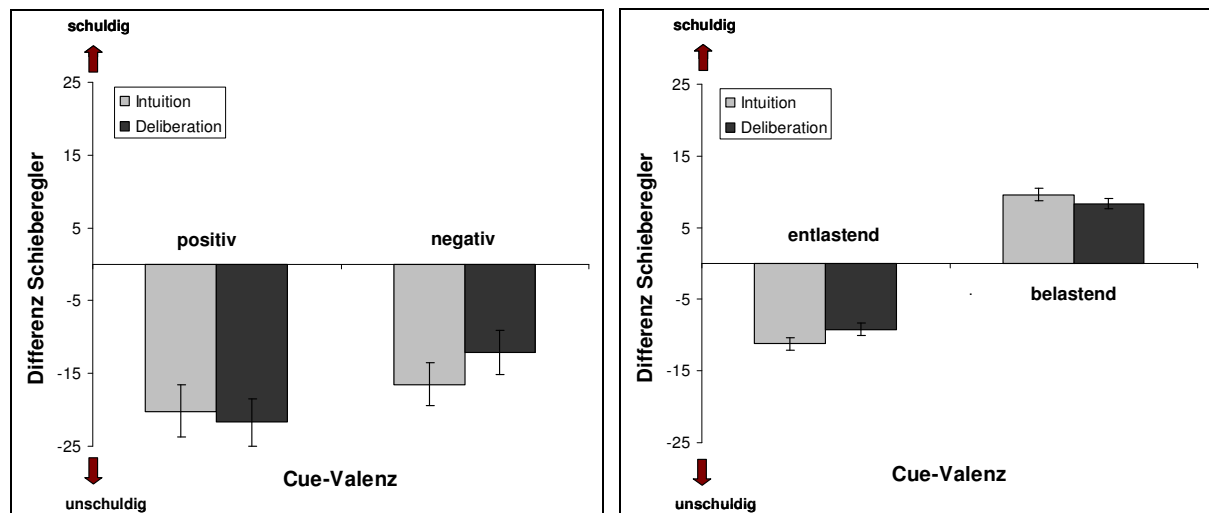 schuldig
25
15
5
-5
-15
-25
Differenz Schieberegler
Intuition
Deliberation
positiv
negativ
Cue-Valenz
unschuldig
schuldig
25
15
5
-5
-15
-25
Differenz Schieberegler
Intuition
Deliberation
entlastend
belastend
Cue-Valenz
unschuldig